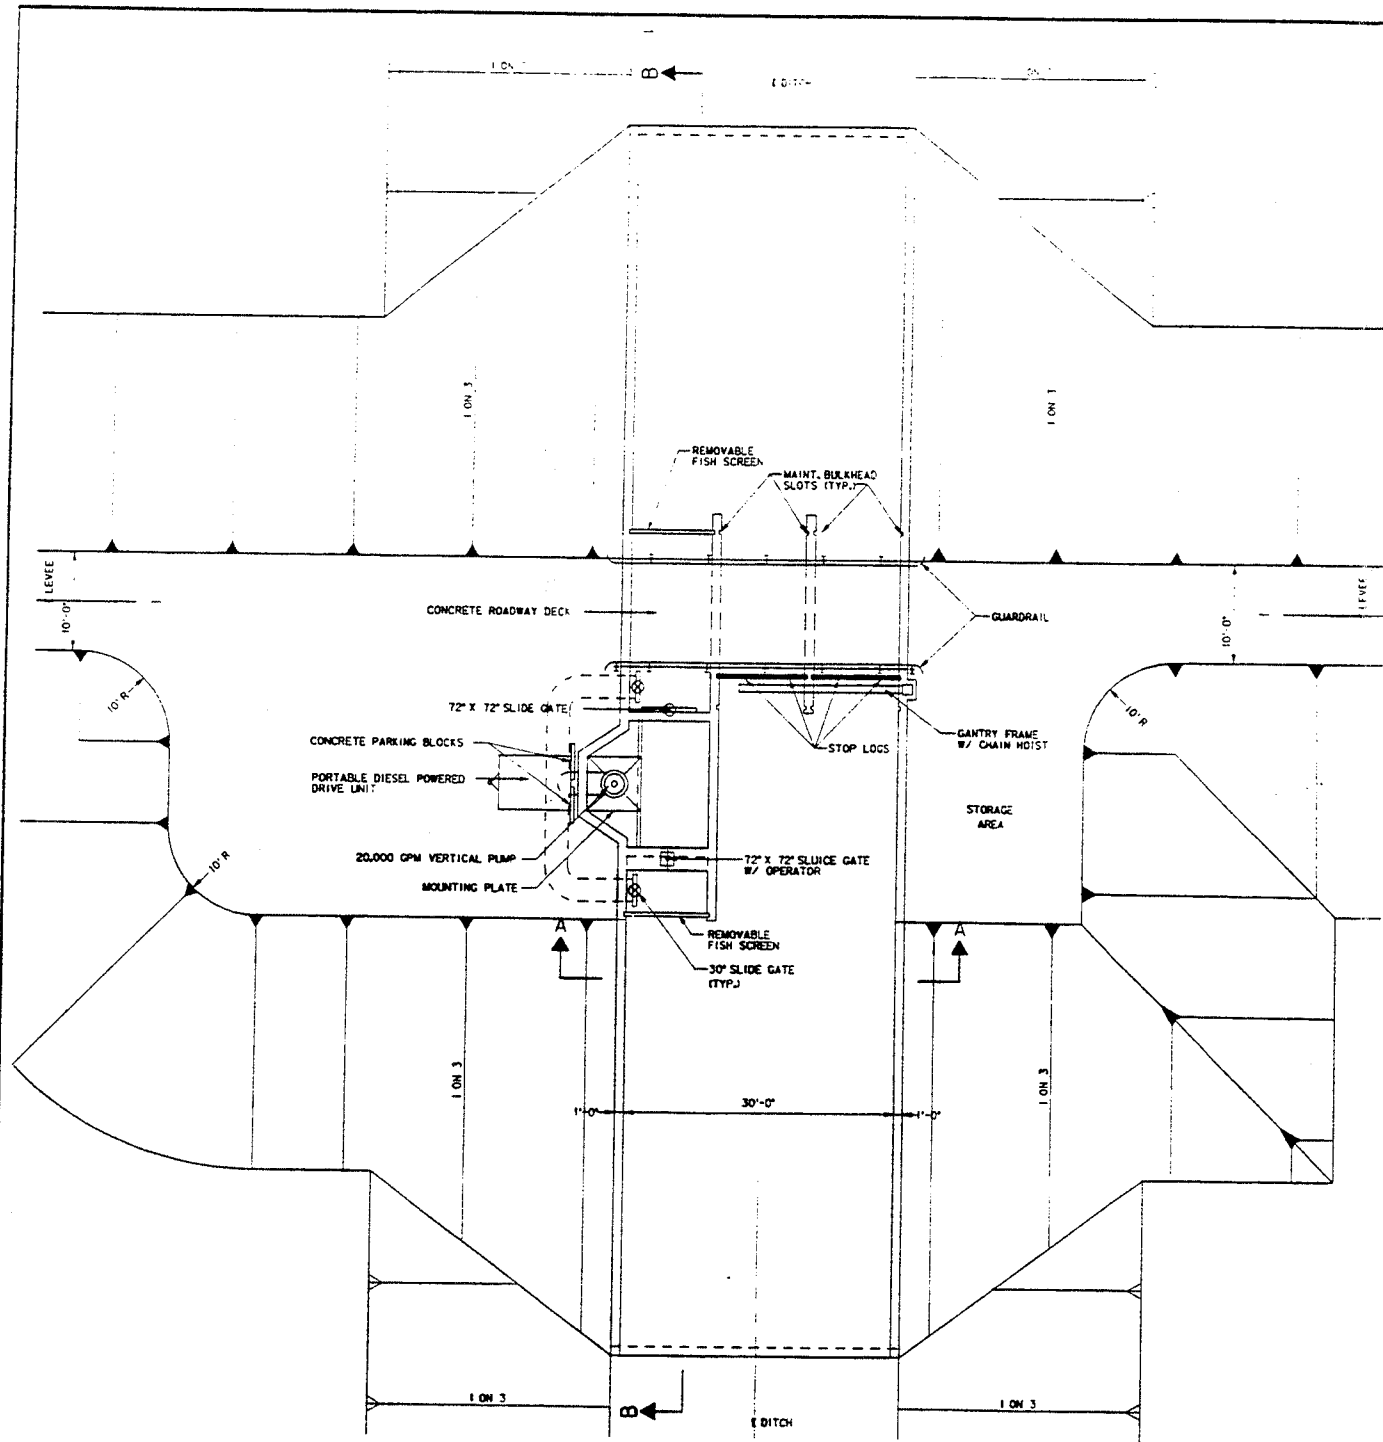 1 ON
B
℄ DITCH
ON
1 ON 3
1 ON 3
REMOVABLE
FISH SCREEN
MAINT. BULKHEAD
SLOTS (TYP.)
℄ LEVEE
10'-0"
CONCRETE ROADWAY DECK
GUARDRAIL
10'-0"
LEVEE
10' R
72" X 72" SLIDE GATE
10' R
CONCRETE PARKING BLOCKS
STOP LOGS
GANTRY FRAME
W/ CHAIN HOIST
PORTABLE DIESEL POWERED
DRIVE UNIT
STORAGE
AREA
20,000 GPM VERTICAL PUMP
72" X 72" SLUICE GATE
W/ OPERATOR
10' R
MOUNTING PLATE
A
REMOVABLE
FISH SCREEN
A
30" SLIDE GATE
(TYP.)
1 ON 3
1 ON 3
1'-0"
30'-0"
1'-0"
1 ON 3
B
℄ DITCH
1 ON 3